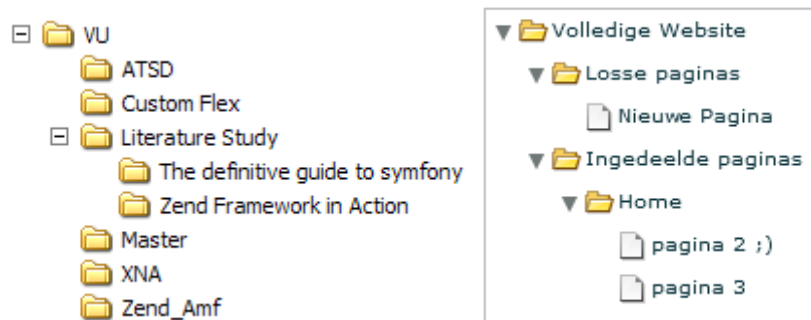 VU
ATSD
Custom Flex
Literature Study
The definitive guide to symfony
Zend Framework in Action
Master
XNA
Zend_Amf
Volledige Website
Losse paginas
Nieuwe Pagina
Ingedeelde paginas
Home
pagina 2 ;)
pagina 3